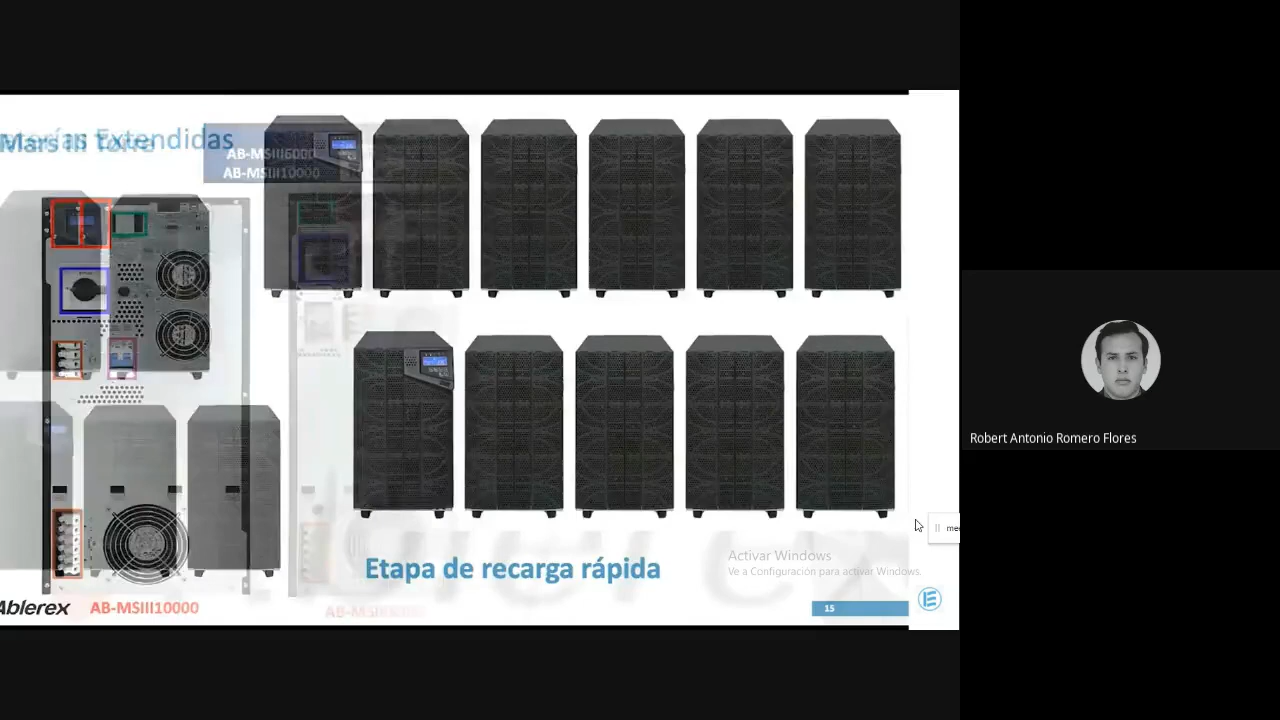 Baterías Extendidas
Mars III Torre
AB-MSIII6000
AB-MSIII10000
Etapa de recarga rápida
Activar Windows
Ve a Configuración para activar Windows.
Ablerex
AB-MSIII10000
15
Robert Antonio Romero Flores